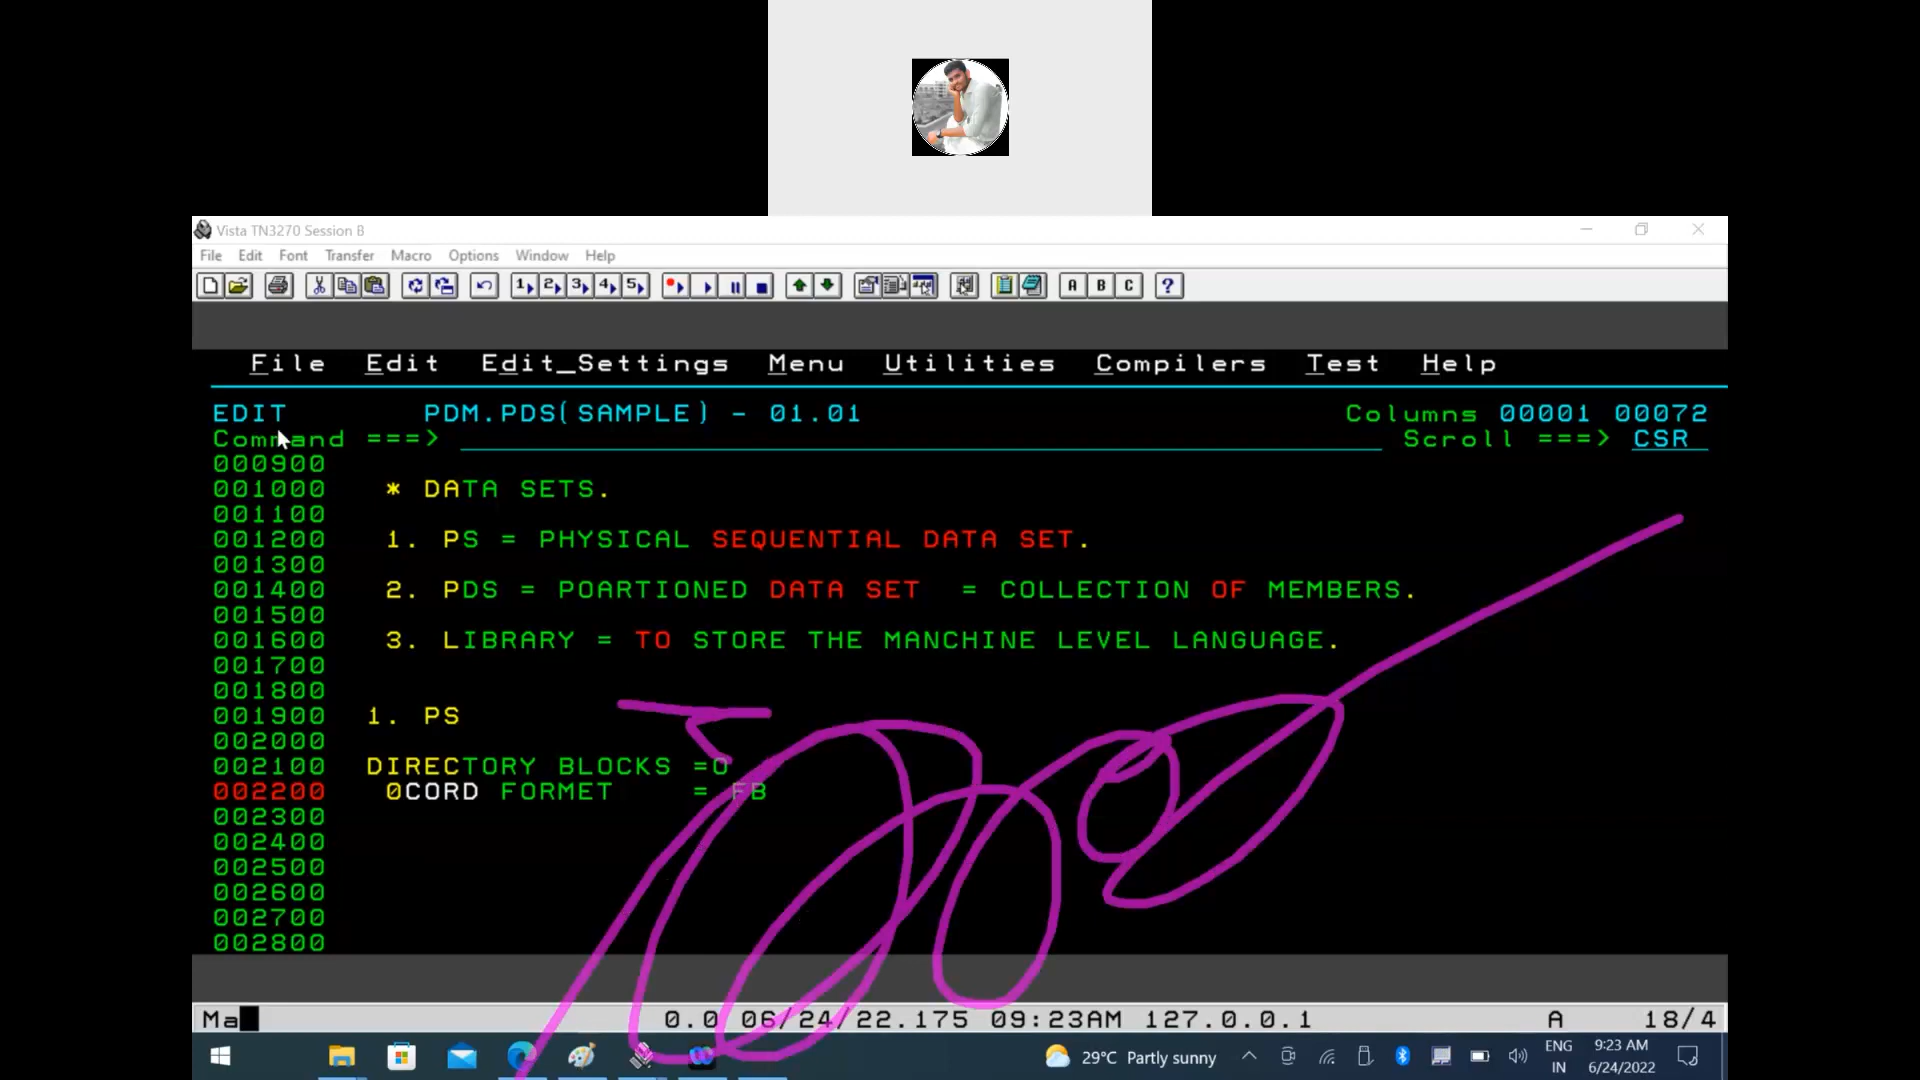 Vista TN3270 Session B
File Edit Font Transfer Macro Options Window Help
1 2 3 4 5 A B C ?
File Edit Edit_Settings Menu Utilities Compilers Test Help
EDIT PDM.PDS(SAMPLE) - 01.01 Columns 00001 00072
Command ===> Scroll ===> CSR
000900
001000 * DATA SETS.
001100
001200 1. PS = PHYSICAL SEQUENTIAL DATA SET.
001300
001400 2. PDS = POARTIONED DATA SET = COLLECTION OF MEMBERS.
001500
001600 3. LIBRARY = TO STORE THE MANCHINE LEVEL LANGUAGE.
001700
001800
001900 1. PS
002000
002100 DIRECTORY BLOCKS =O
002200 0CORD FORMET = FB
002300
002400
002500
002600
002700
002800
Ma 0.0 06/24/22.175 09:23AM 127.0.0.1 A 18/4
29°C Partly sunny ENG IN 9:23 AM 6/24/2022